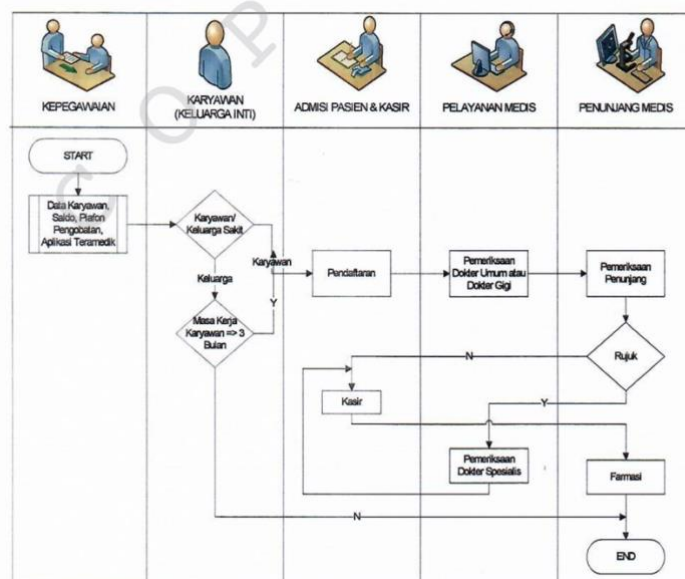 KEPEGAWAIAN
KARYAWAN
(KELUARGA INTI)
ADMISI PASIEN & KASIR
PELAYANAN MEDIS
PENUNJANG MEDIS
COP
START
Data Karyawan,
Saldo, Plafon
Pengobatan,
Aplikasi Teramedik
Karyawan/
Keluarga Sakit
Karyawan
Keluarga
Y
Masa Kerja
Karyawan => 3
Bulan
Pendaftaran
Pemeriksaan
Dokter Umum atau
Dokter Gigi
Pemeriksaan
Penunjang
Rujuk
N
Y
Kasir
Pemeriksaan
Dokter Spesialis
Farmasi
N
END